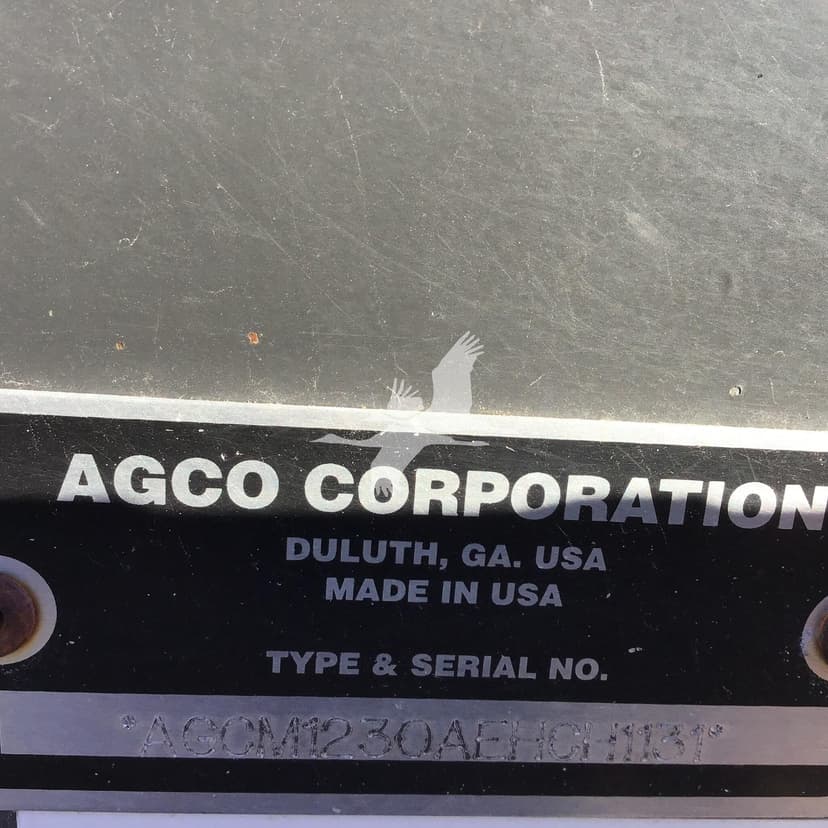 AGCO CORPORATION
DULUTH, GA. USA
MADE IN USA
TYPE & SERIAL NO.
*AGCM1230AEHCH1131*